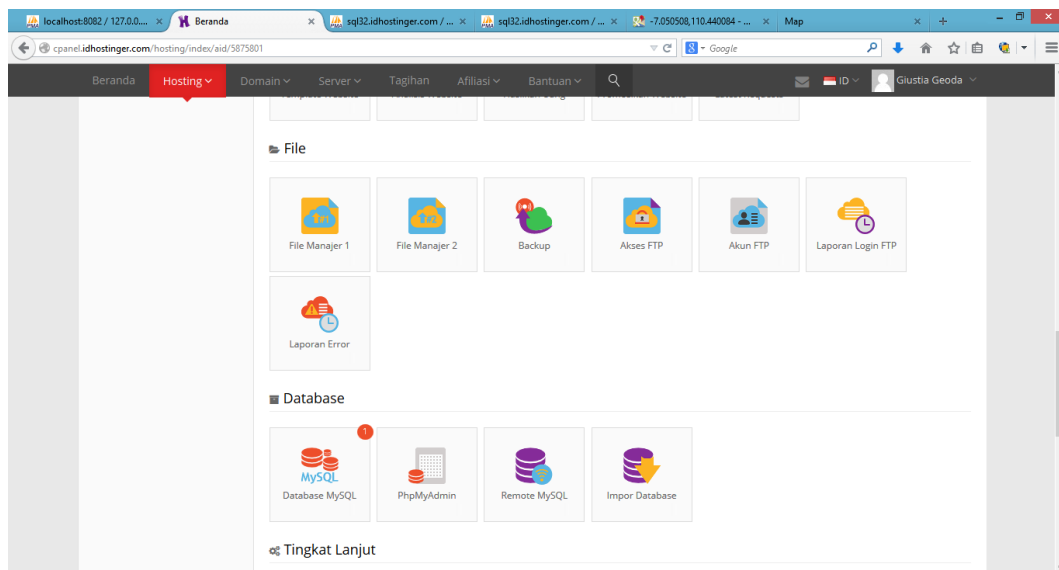 localhost:8082 / 127.0.0.... ×
Beranda ×
sql32.idhostinger.com / ... ×
sql32.idhostinger.com / ... ×
-7.050508,110.440084 - ... ×
Map ×
cpanel.idhostinger.com/hosting/index/aid/5875801
Google
Beranda
Hosting
Domain
Server
Tagihan
Afiliasi
Bantuan
ID
Giustia Geoda
File
File Manajer 1
File Manajer 2
Backup
Akses FTP
Akun FTP
Laporan Login FTP
Laporan Error
Database
1
MySQL
Database MySQL
PhpMyAdmin
Remote MySQL
Impor Database
Tingkat Lanjut